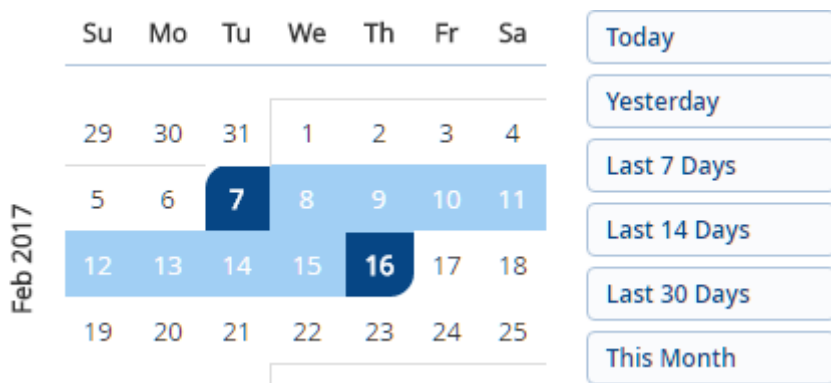 Su Mo Tu We Th Fr Sa
29 30 31 1 2 3 4
5 6 7 8 9 10 11
12 13 14 15 16 17 18
19 20 21 22 23 24 25
Feb 2017
Today
Yesterday
Last 7 Days
Last 14 Days
Last 30 Days
This Month